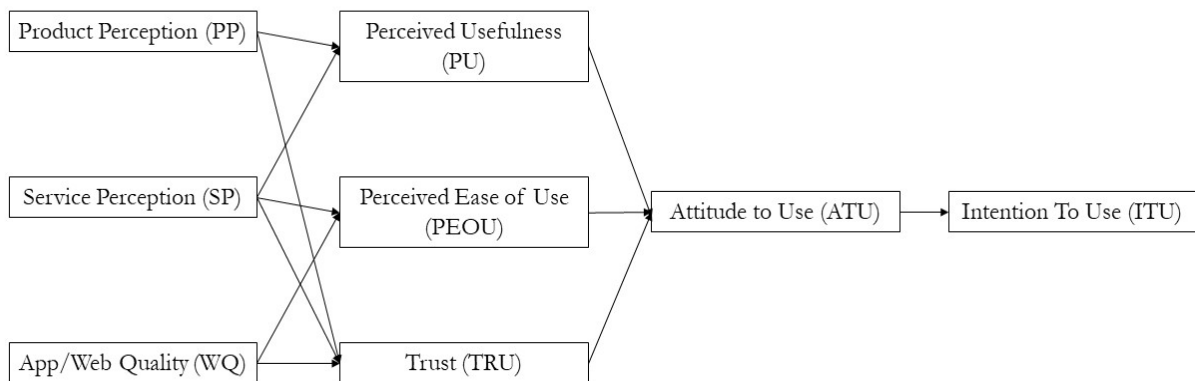 Product Perception (PP)
Perceived Usefulness
(PU)
Service Perception (SP)
Perceived Ease of Use
(PEOU)
Attitude to Use (ATU)
Intention To Use (ITU)
App/Web Quality (WQ)
Trust (TRU)